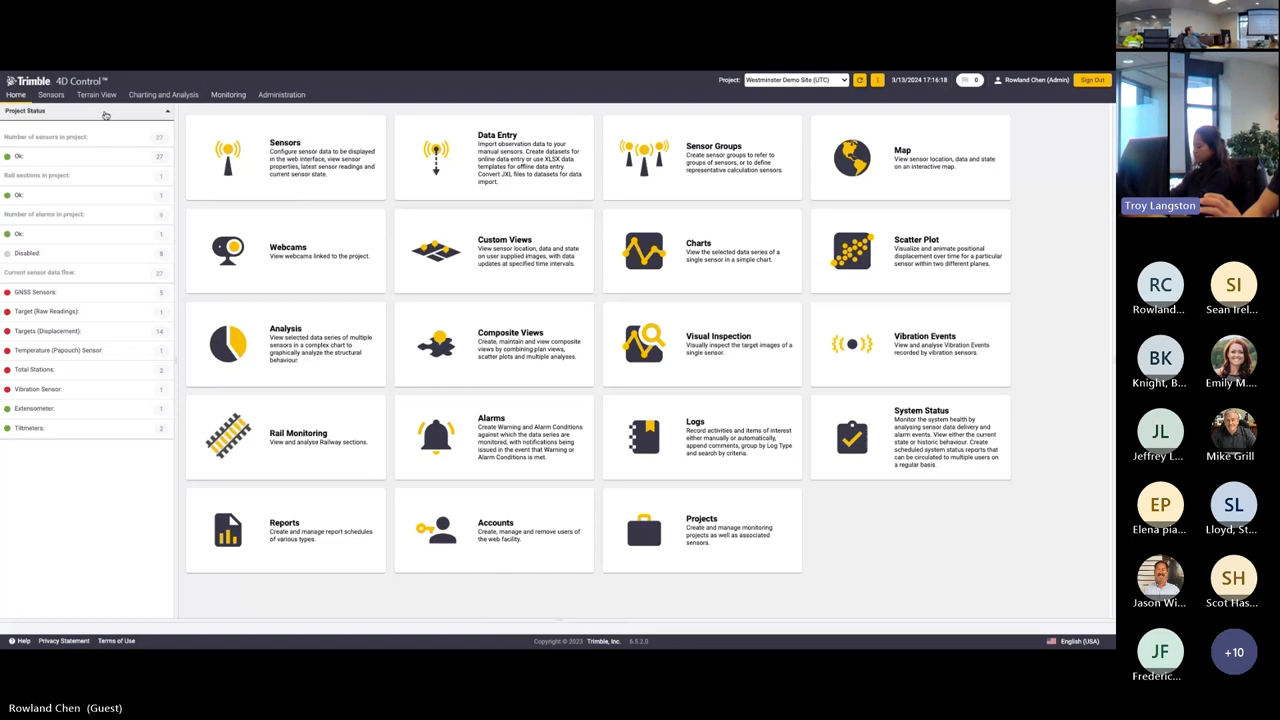 Trimble 4D Control™
Project: Westminster Demo Site (UTC)
3/13/2024 17:16:18
0
Rowland Chen (Admin)
Sign Out
Home
Sensors
Terrain View
Charting and Analysis
Monitoring
Administration
Project Status
Number of sensors in project: 27
Ok: 27
Rail sections in project: 1
Ok: 1
Number of alarms in project: 9
Ok: 1
Disabled: 8
Current sensor data flow: 27
GNSS Sensors: 5
Target (Raw Readings): 1
Targets (Displacement): 14
Temperature (Papouch) Sensor: 1
Total Stations: 2
Vibration Sensor: 1
Extensometer: 1
Tiltmeters: 2
Sensors
Configure sensor data to be displayed
in the web interface, view sensor
properties, latest sensor readings and
current sensor state.
Data Entry
Import observation data to your
manual sensors. Create datasets for
online data entry or use XLSX data
templates for offline data entry.
Convert JXL files to datasets for data
import.
Sensor Groups
Create sensor groups to refer to
groups of sensors, or to define
representative calculation sensors.
Map
View sensor location, data and state
on an interactive map.
Webcams
View webcams linked to the project.
Custom Views
View sensor location, data and state
on user supplied images, with data
updates at specified time intervals.
Charts
View the selected data series of a
single sensor in a simple chart.
Scatter Plot
Visualize and animate positional
displacement over time for a particular
sensor within two different planes.
Analysis
View selected data series of multiple
sensors in a complex chart to
graphically analyze the structural
behaviour.
Composite Views
Create, maintain and view composite
views by combining plan views,
scatter plots and multiple analyses.
Visual Inspection
Visually inspect the target images of a
single sensor.
Vibration Events
View and analyse Vibration Events
recorded by vibration sensors.
Rail Monitoring
View and analyse Railway sections.
Alarms
Create Warning and Alarm Conditions
against which the data series are
monitored, with notifications being
issued in the event that Warning or
Alarm Conditions is met.
Logs
Record activities and items of interest
either manually or automatically,
append comments, group by Log Type
and search by criteria.
System Status
Monitor the system health by
analysing sensor data delivery and
alarm events. View either the current
state or historic behaviour. Create
scheduled system status reports that
can be circulated to multiple users on
a regular basis.
Reports
Create and manage report schedules
of various types.
Accounts
Create, manage and remove users of
the web facility.
Projects
Create and manage monitoring
projects as well as associated
sensors.
Help
Privacy Statement
Terms of Use
Copyright © 2023 Trimble, Inc. 6.5.2.0
English (USA)
Rowland Chen (Guest)
Troy Langston
RC
Rowland...
SI
Sean Irel...
BK
Knight, B...
Emily M....
JL
Jeffrey L...
Mike Grill
EP
Elena pia...
SL
Lloyd, St...
Jason Wi...
SH
Scot Has...
JF
Frederic...
+10